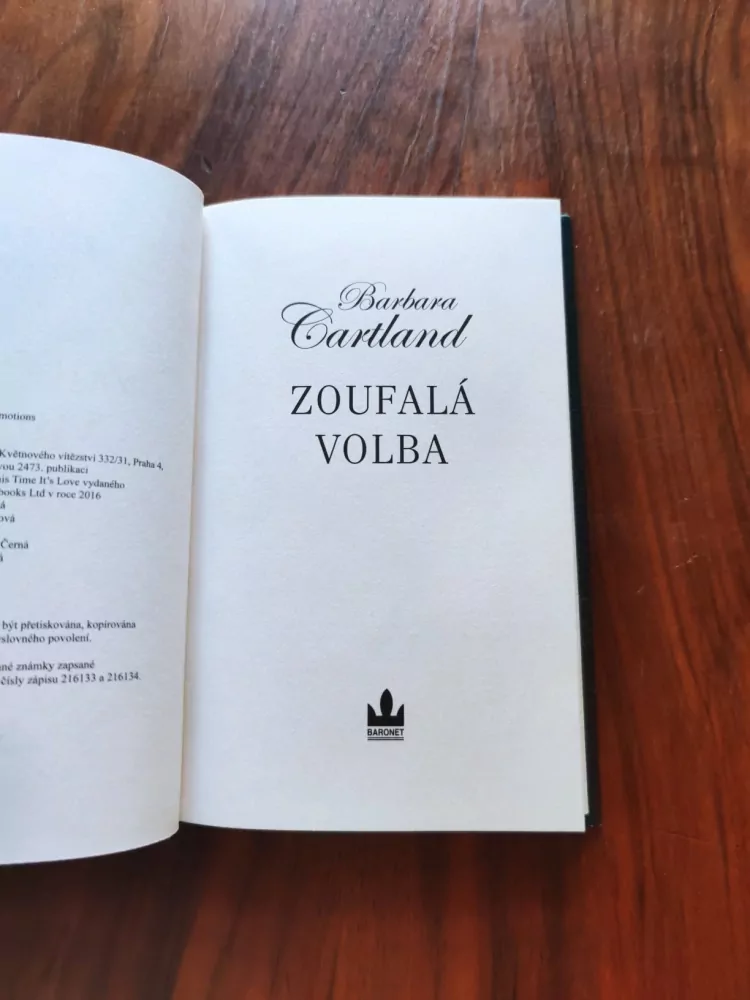 motions
Květnového vítězství 332/31, Praha 4,
vou 2473. publikaci
is Time It's Love vydaného
books Ltd v roce 2016
á
ová
Černá
á
být přetiskována, kopírována
slovného povolení.
né známky zapsané
čísly zápisu 216133 a 216134.
Barbara
Cartland
ZOUFALÁ
VOLBA
BARONET